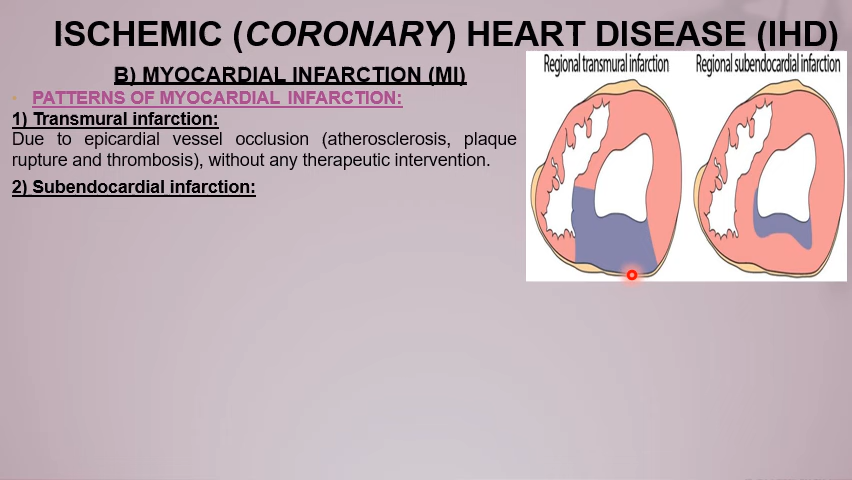 ISCHEMIC (CORONARY) HEART DISEASE (IHD)
B) MYOCARDIAL INFARCTION (MI)
• PATTERNS OF MYOCARDIAL INFARCTION:
1) Transmural infarction:
Due to epicardial vessel occlusion (atherosclerosis, plaque
rupture and thrombosis), without any therapeutic intervention.
2) Subendocardial infarction:
Regional transmural infarction
Regional subendocardial infarction